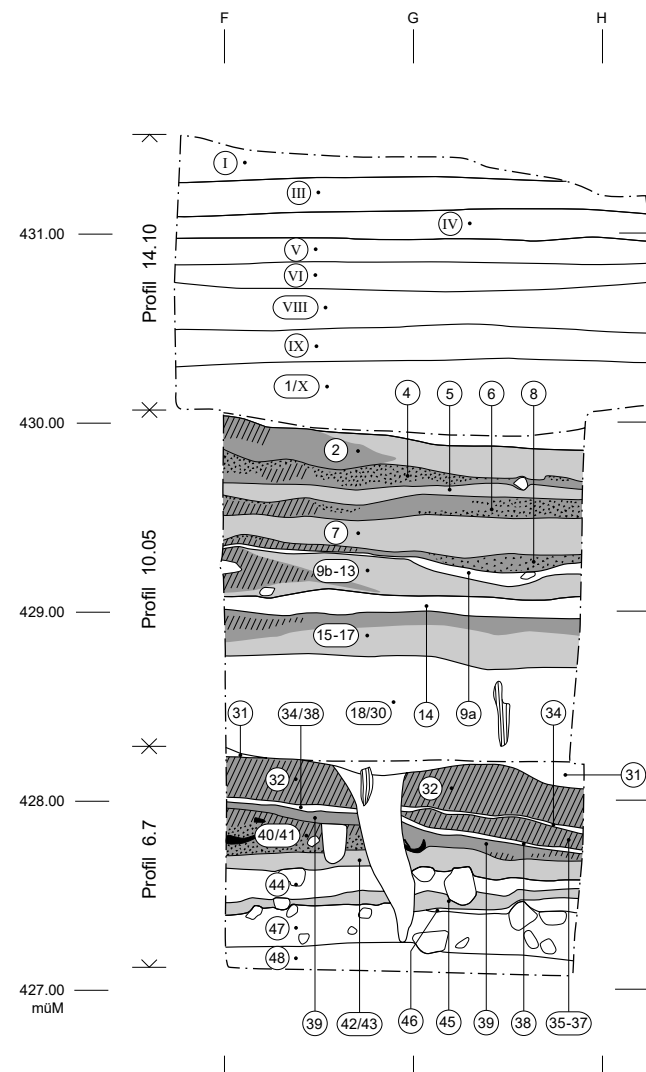 F G H
I
III
431.00
IV
V
VI
Profil 14.10
VIII
IX
1/X
4 5 6 8
430.00
2
7
Profil 10.05
9b-13
429.00
15-17
31 34/38 18/30 14 9a 34
32 32 31
428.00
40/41
Profil 6.7
44
47
48
427.00
müM
39 42/43 46 45 39 38 35-37